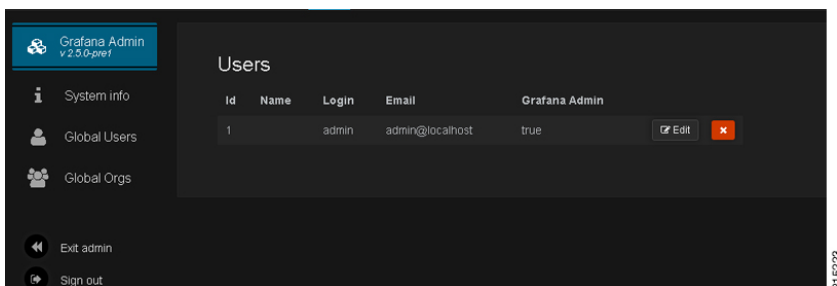 Grafana Admin
v 2.5.0-pre1
System info
Global Users
Global Orgs
Exit admin
Sign out
Users
Id Name Login Email Grafana Admin
1 admin admin@localhost true Edit